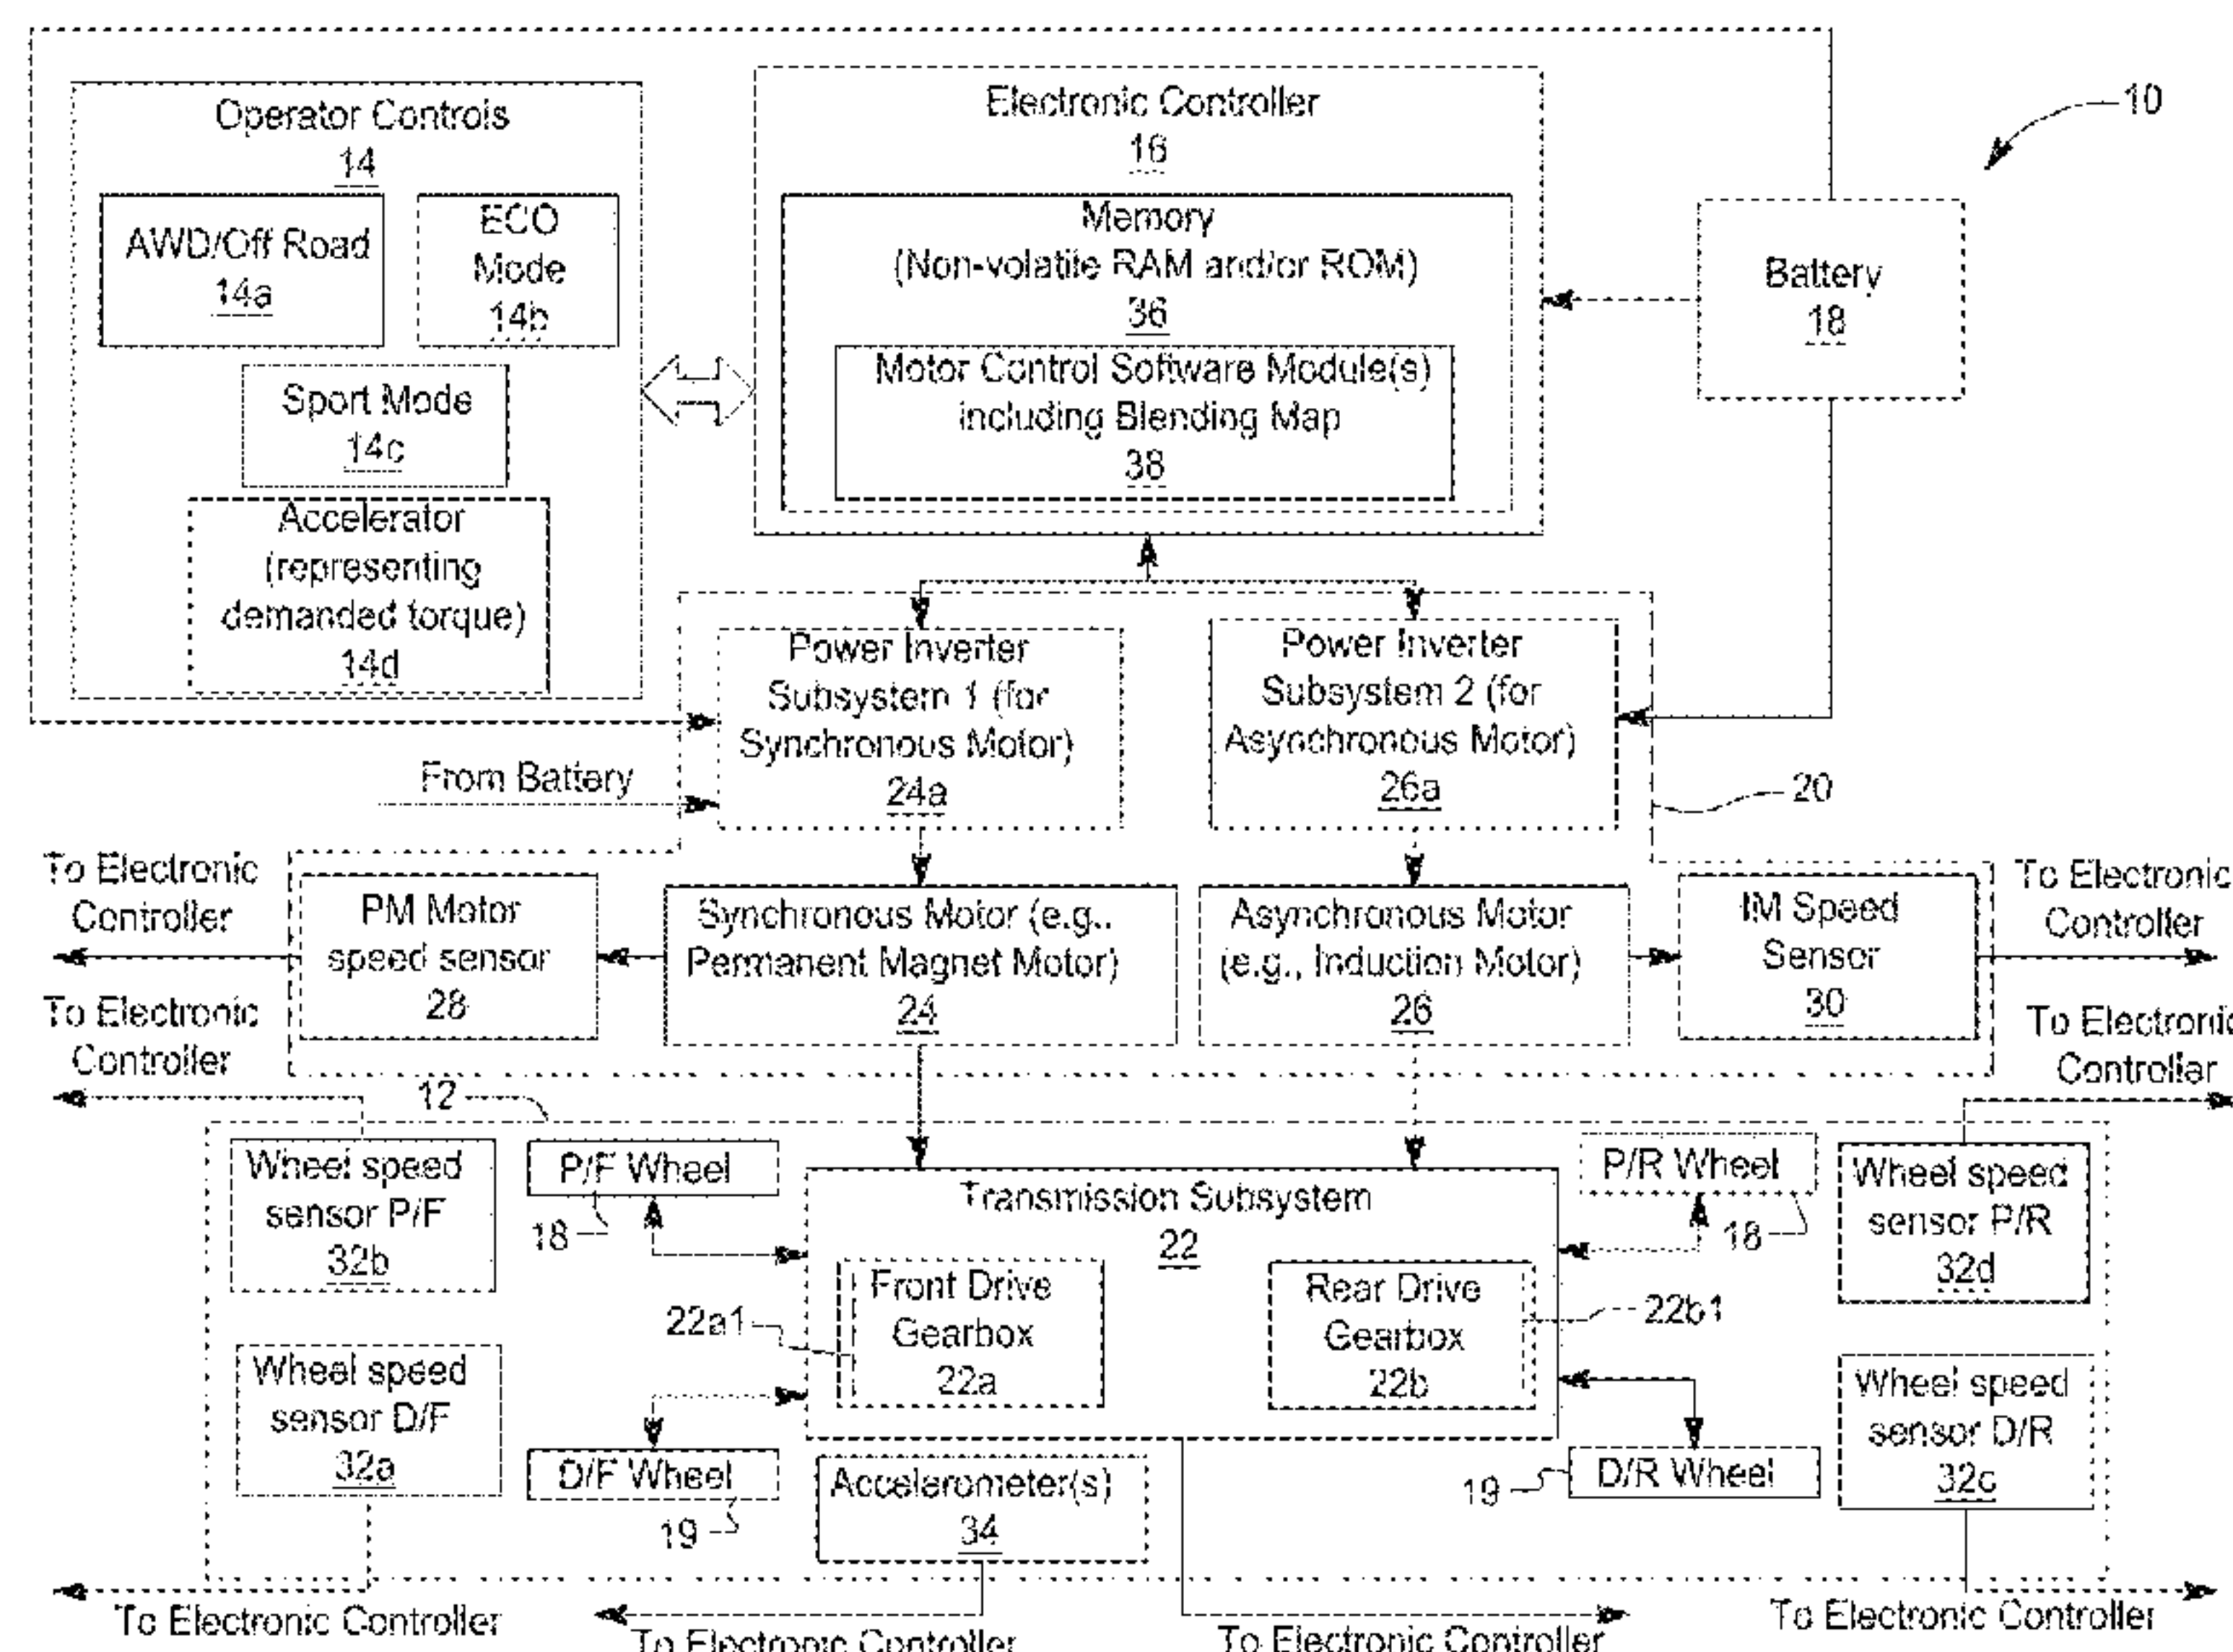 Operator Controls
14
AWD/Off Road
14a
ECO
Mode
14b
Sport Mode
14c
Accelerator
(representing
demanded torque)
14d
Electronic Controller
16
Memory
(Non-volatile RAM and/or ROM)
36
Motor Control Software Module(s)
including Blending Map
38
10
Battery
18
Power Inverter
Subsystem 1 (for
Synchronous Motor)
24a
Power Inverter
Subsystem 2 (for
Asynchronous Motor)
26a
From Battery
20
To Electronic
Controller
PM Motor
speed sensor
28
Synchronous Motor (e.g.,
Permanent Magnet Motor)
24
Asynchronous Motor
(e.g., Induction Motor)
26
IM Speed
Sensor
30
To Electronic
Controller
To Electronic
Controller
To Electronic
Controller
12
Wheel speed
sensor P/F
32b
P/F Wheel
18
Transmission Subsystem
22
P/R Wheel
18
Wheel speed
sensor P/R
32d
22a1
Front Drive
Gearbox
22a
Rear Drive
Gearbox
22b
22b1
Wheel speed
sensor D/F
32a
D/F Wheel
19
Accelerometer(s)
34
19
D/R Wheel
Wheel speed
sensor D/R
32c
To Electronic Controller
To Electronic Controller
To Electronic Controller
To Electronic Controller